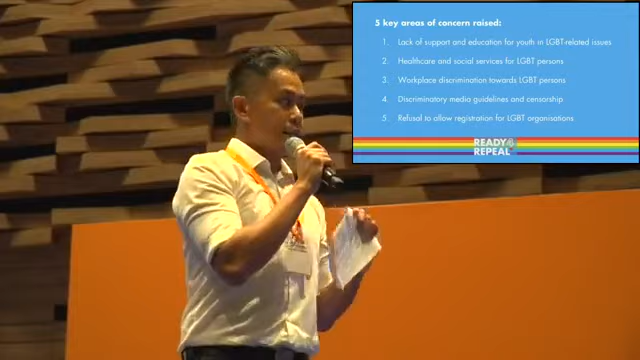 5 key areas of concern raised:
1. Lack of support and education for youth in LGBT-related issues
2. Healthcare and social services for LGBT persons
3. Workplace discrimination towards LGBT persons
4. Discriminatory media guidelines and censorship
5. Refusal to allow registration for LGBT organisations
READY4
REPEAL